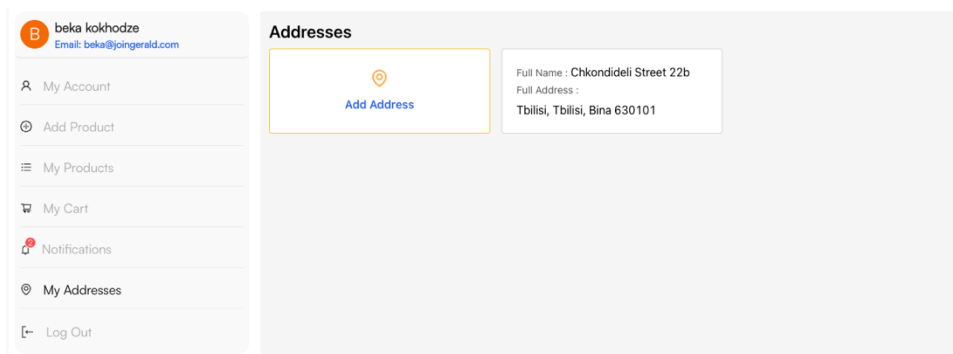 B
beka kokhodze
Email: beka@joingerald.com
My Account
Add Product
My Products
My Cart
2
Notifications
My Addresses
Log Out
Addresses
Add Address
Full Name : Chkondideli Street 22b
Full Address :
Tbilisi, Tbilisi, Bina 630101